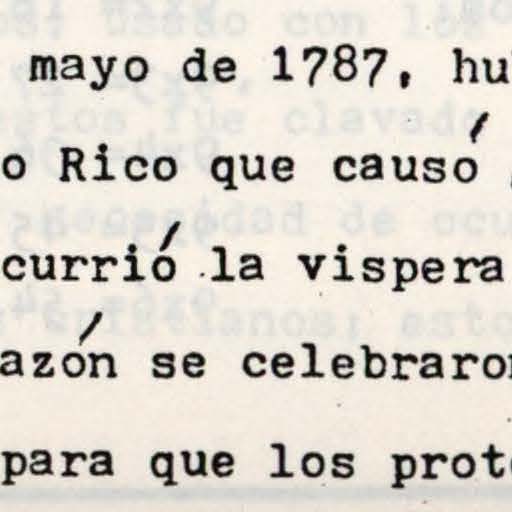 mayo de 1787, hu
o Rico que causó
currió la vispera
azón se celebraron
para que los prot